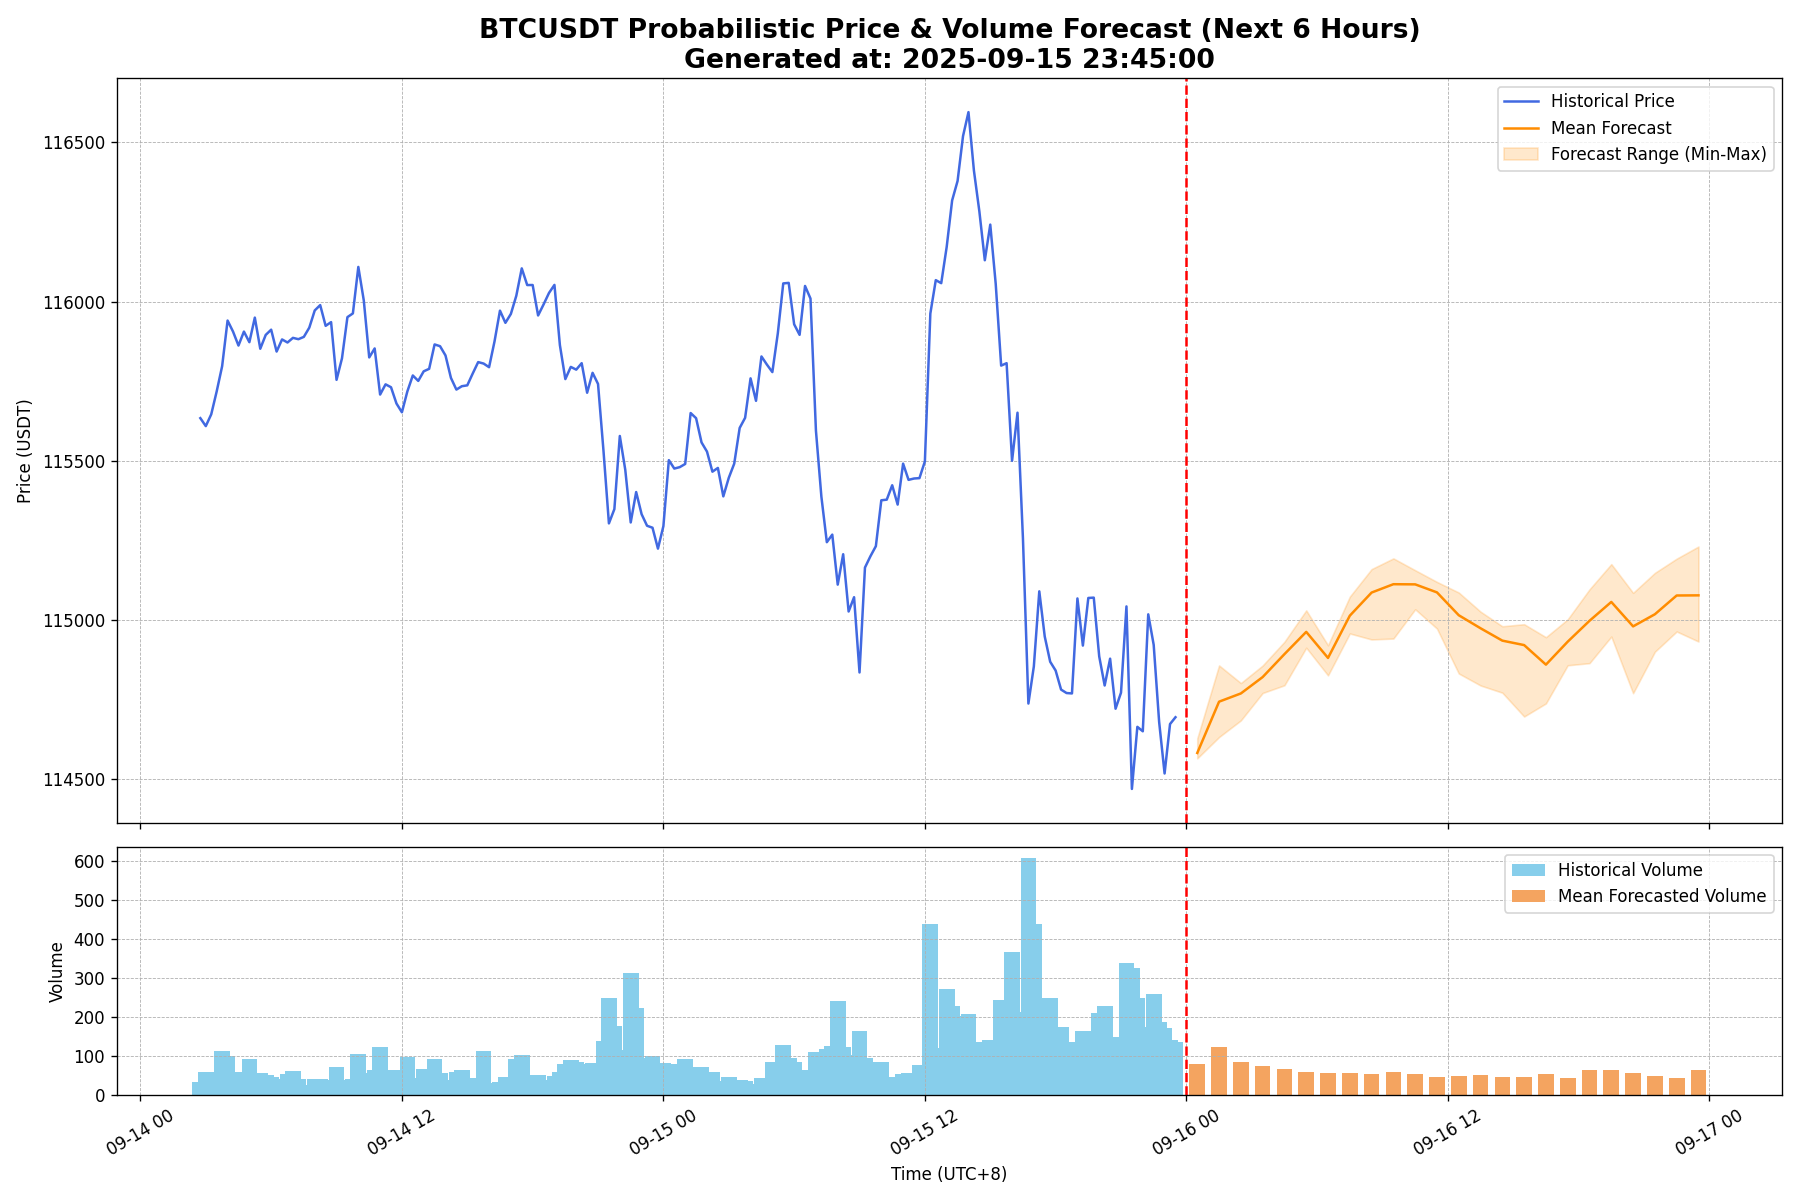 BTCUSDT Probabilistic Price & Volume Forecast (Next 6 Hours)
Generated at: 2025-09-15 23:45:00
Historical Price
Mean Forecast
Forecast Range (Min-Max)
116500
116000
115500
115000
114500
Price (USDT)
Historical Volume
Mean Forecasted Volume
600
500
400
300
200
100
0
Volume
09-14 00
09-14 12
09-15 00
09-15 12
09-16 00
09-16 12
09-17 00
Time (UTC+8)